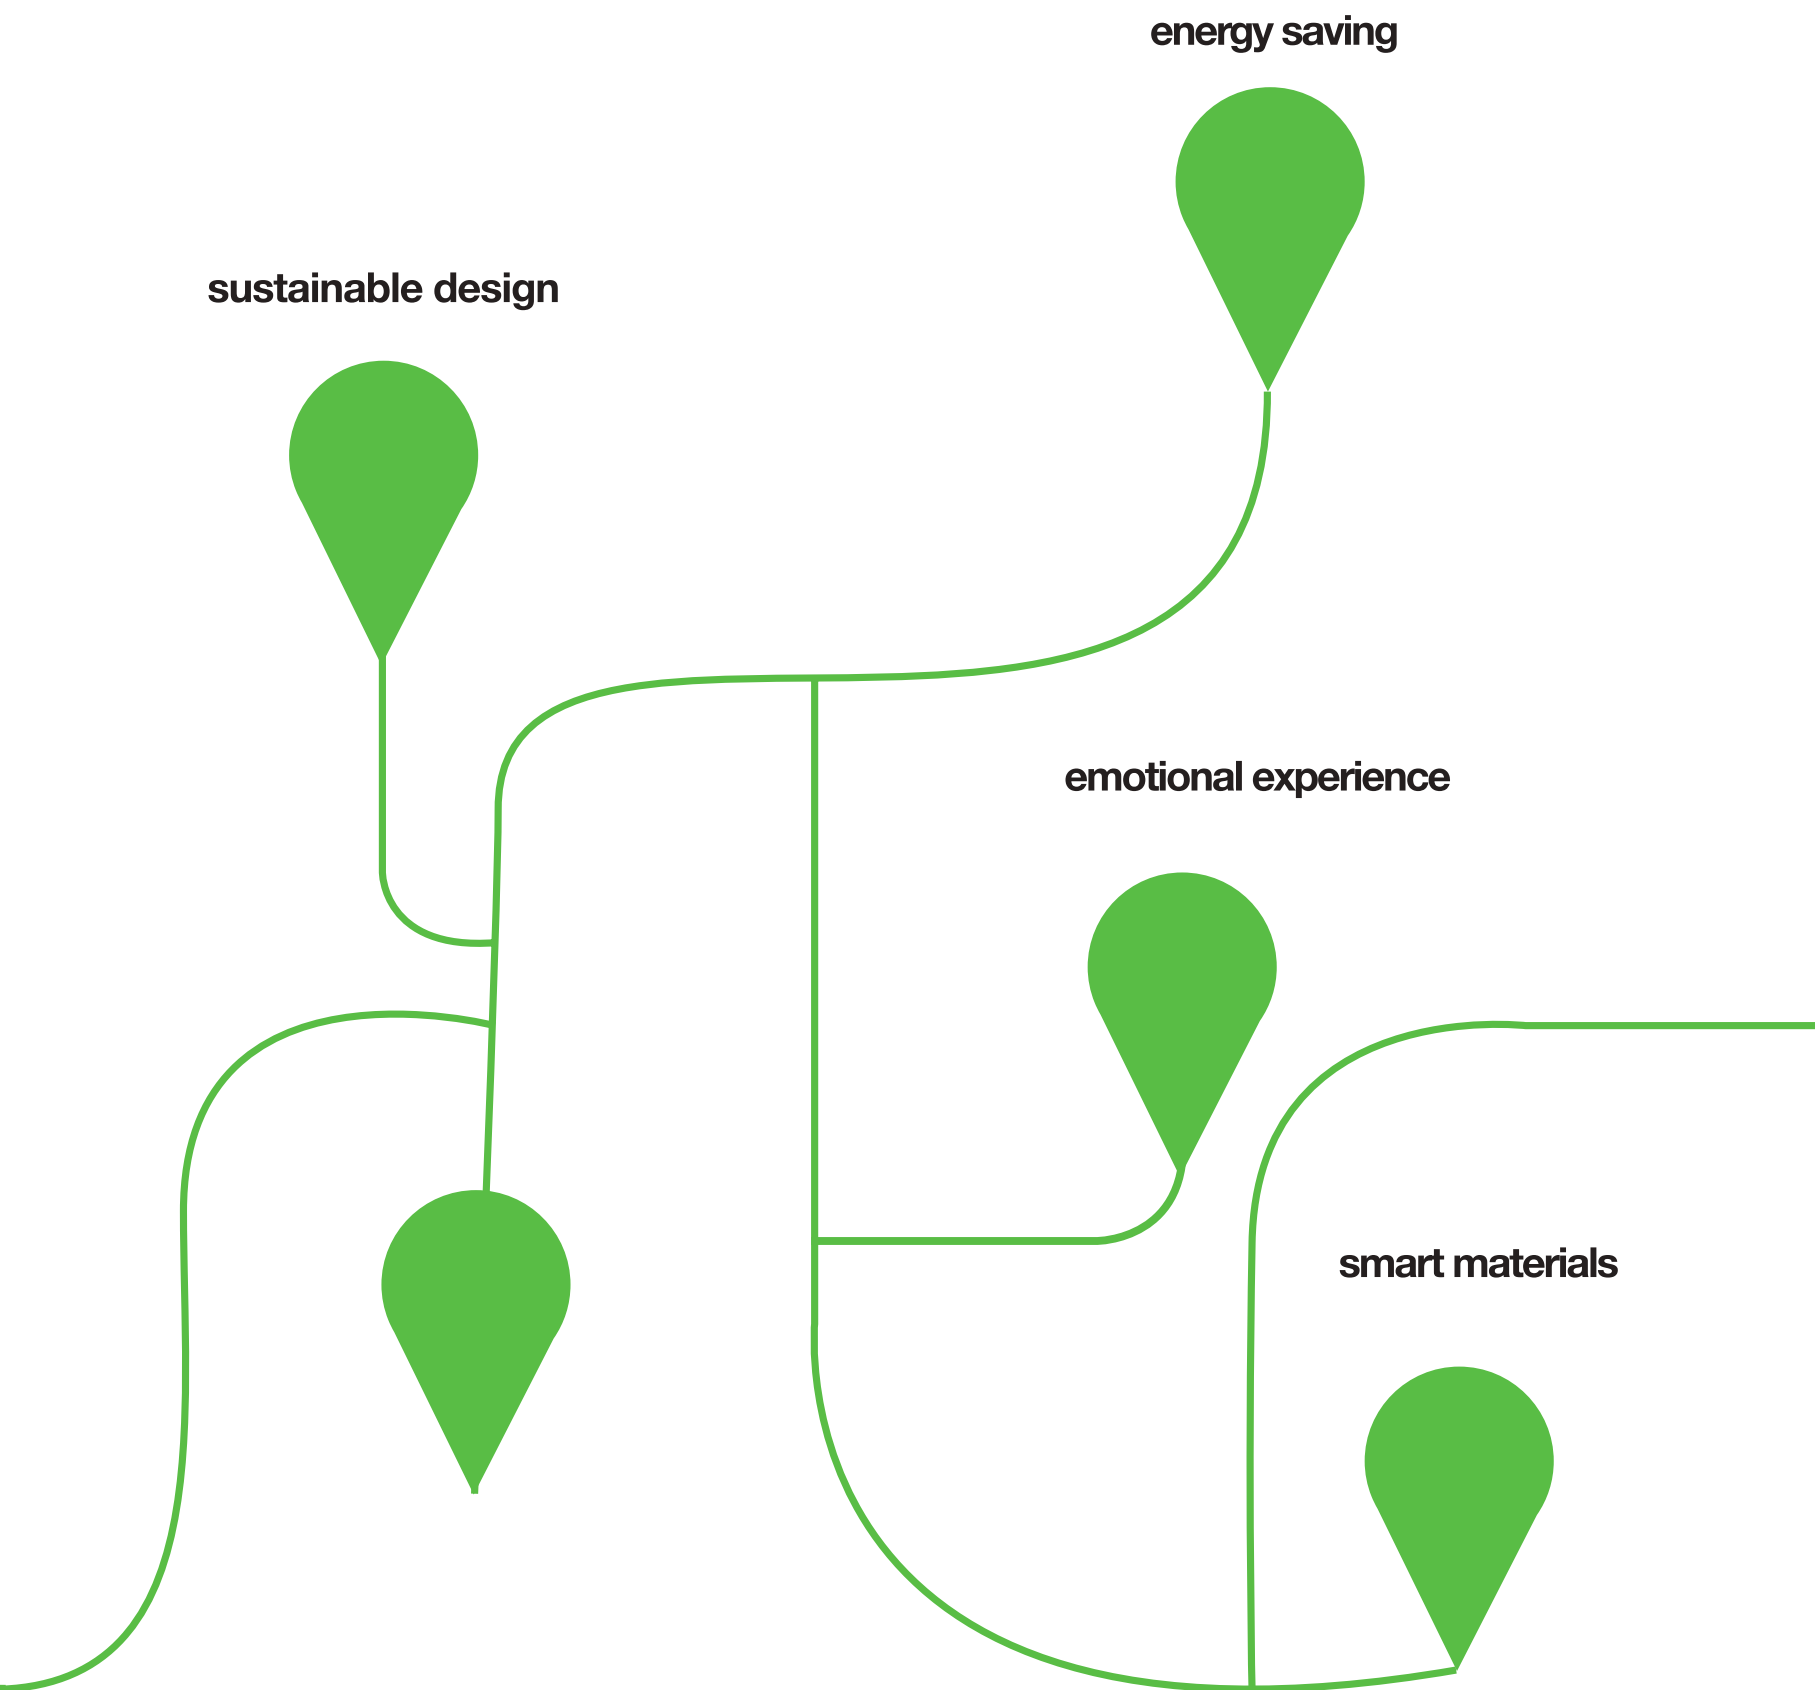 energy saving
sustainable design
emotional experience
smart materials